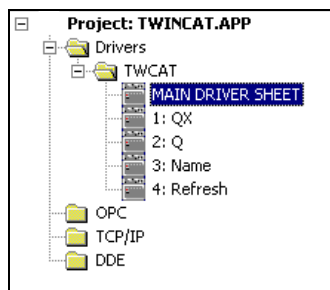 Project: TWINCAT.APP
Drivers
TWCAT
MAIN DRIVER SHEET
1: QX
2: Q
3: Name
4: Refresh
OPC
TCP/IP
DDE